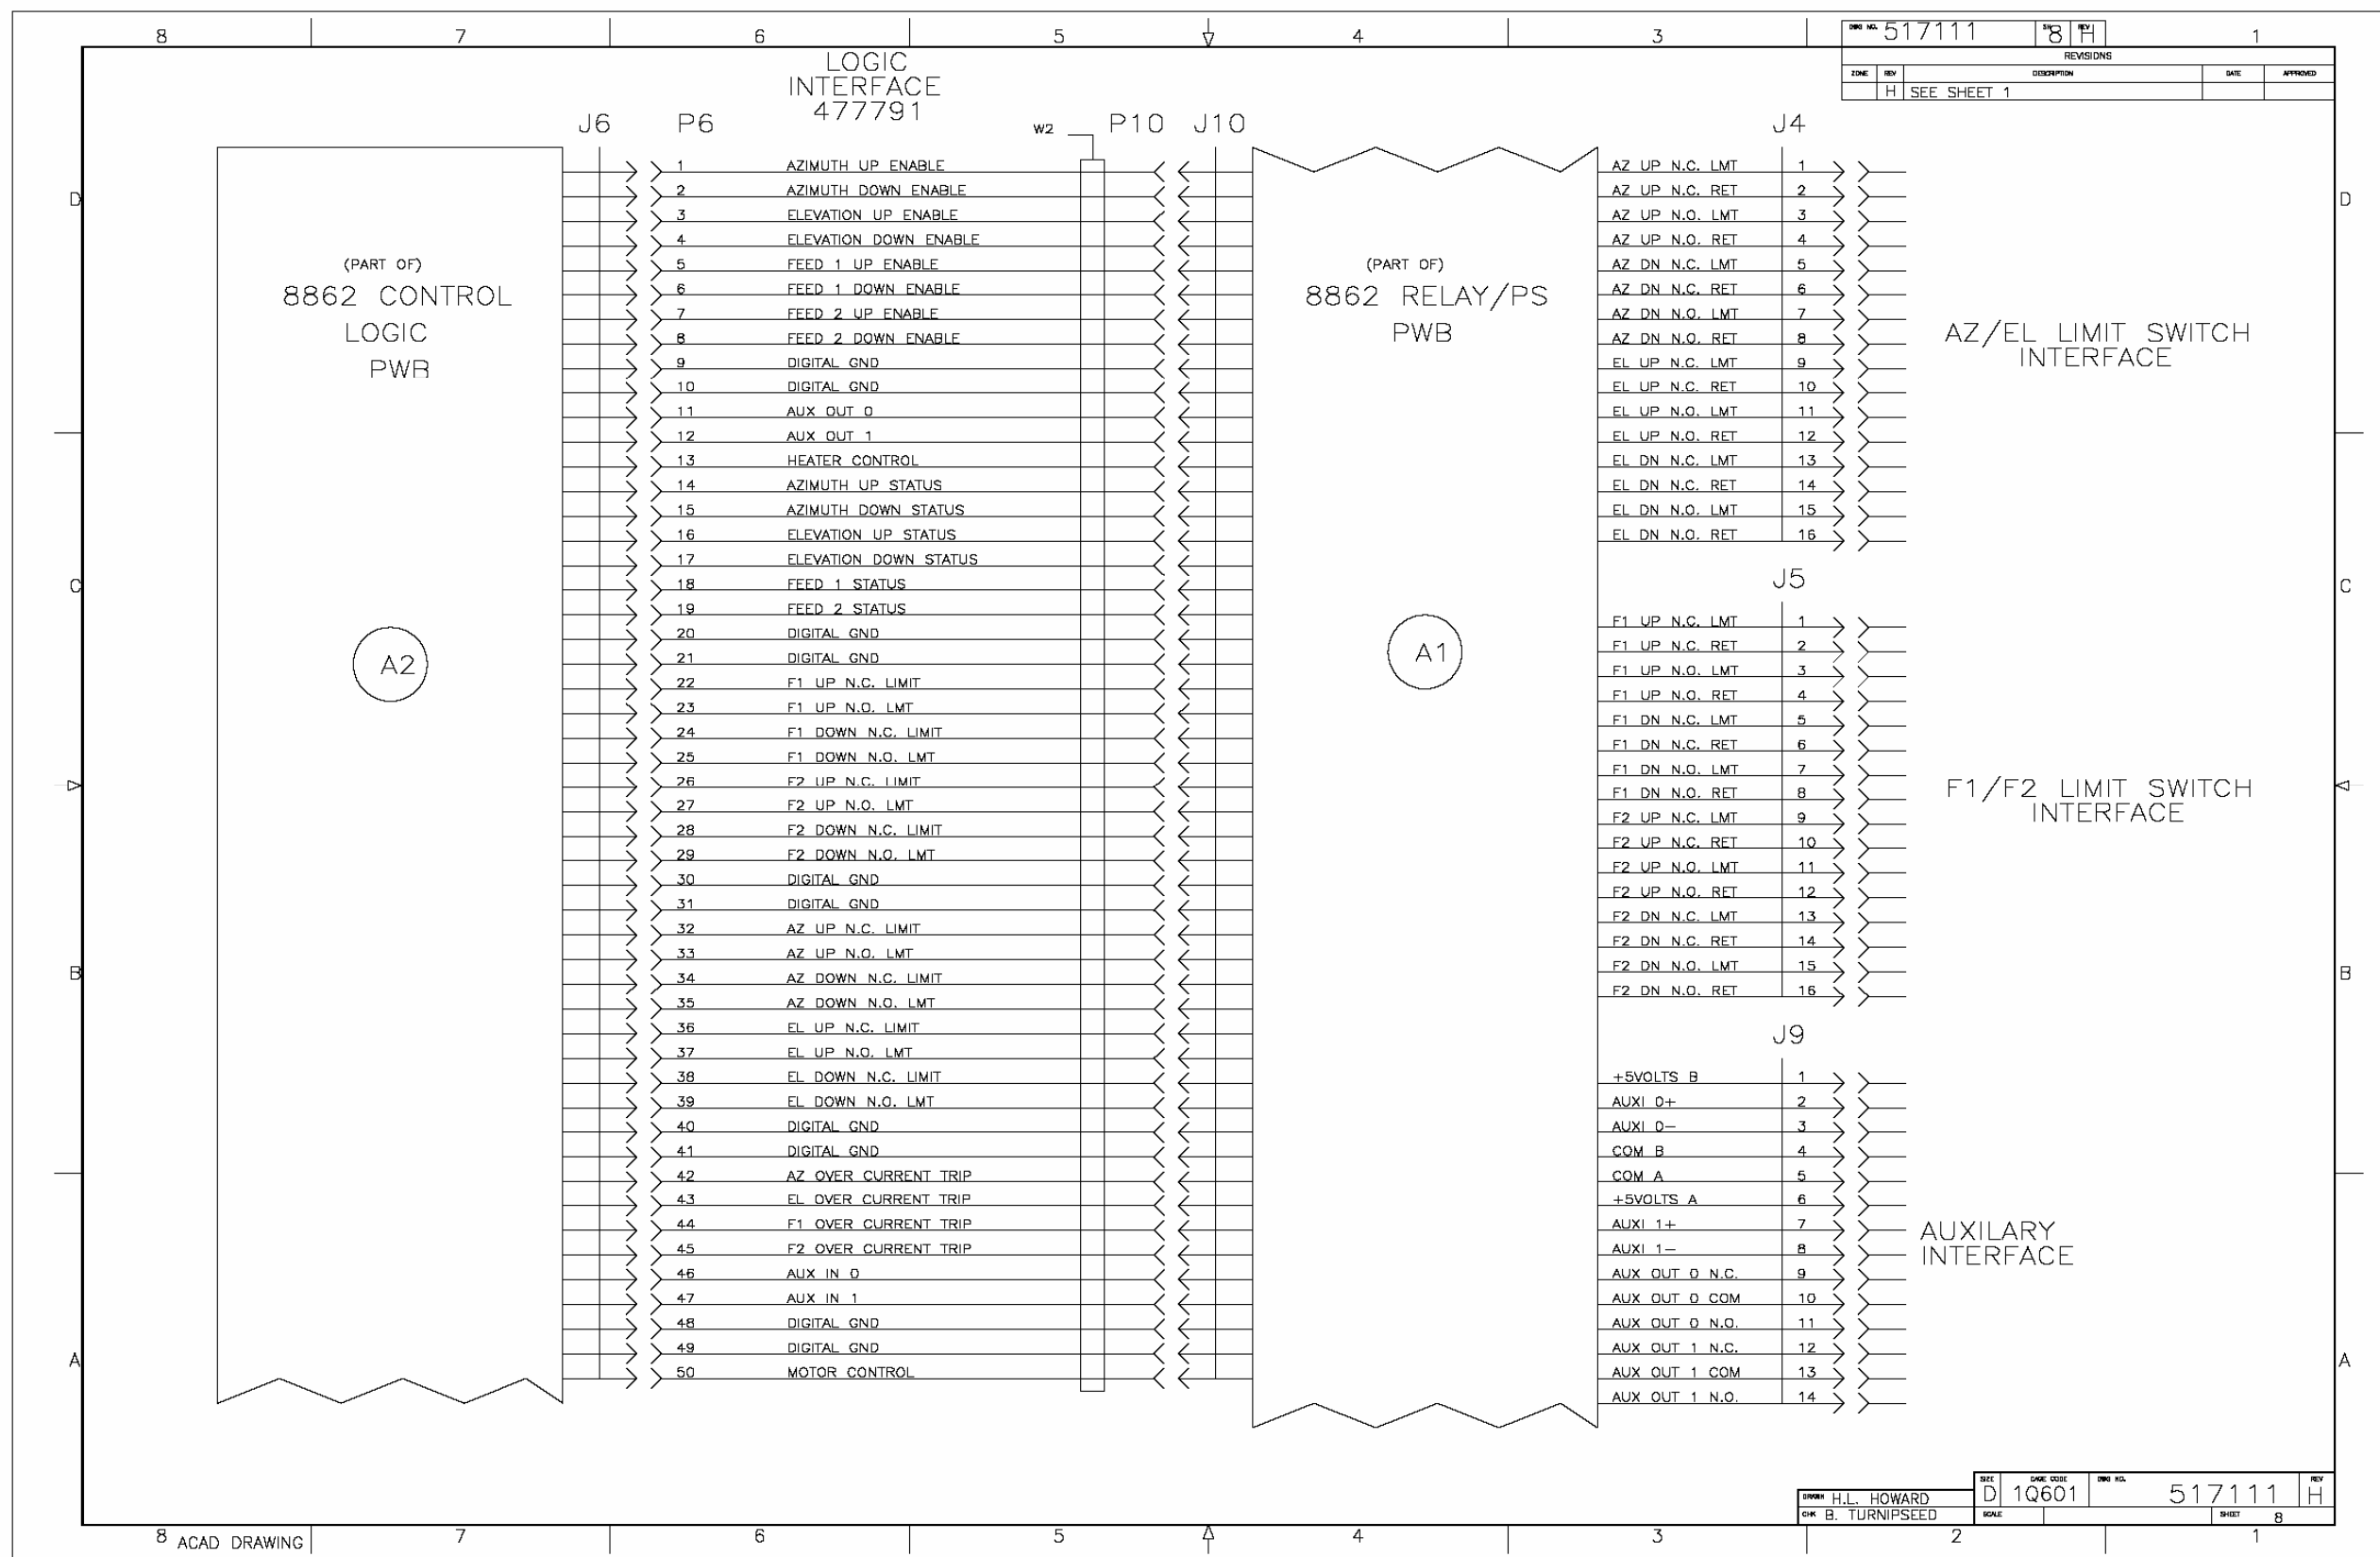 8 7 6 5 4 3 1
DWG NO. 517111 SH 8 REV H
REVISIONS
ZONE REV DESCRIPTION DATE APPROVED
H SEE SHEET 1
LOGIC
INTERFACE
477791
J6 P6 W2 P10 J10
1 AZIMUTH UP ENABLE
2 AZIMUTH DOWN ENABLE
3 ELEVATION UP ENABLE
4 ELEVATION DOWN ENABLE
5 FEED 1 UP ENABLE
6 FEED 1 DOWN ENABLE
7 FEED 2 UP ENABLE
8 FEED 2 DOWN ENABLE
9 DIGITAL GND
10 DIGITAL GND
11 AUX OUT 0
12 AUX OUT 1
13 HEATER CONTROL
14 AZIMUTH UP STATUS
15 AZIMUTH DOWN STATUS
16 ELEVATION UP STATUS
17 ELEVATION DOWN STATUS
18 FEED 1 STATUS
19 FEED 2 STATUS
20 DIGITAL GND
21 DIGITAL GND
22 F1 UP N.C. LIMIT
23 F1 UP N.O. LMT
24 F1 DOWN N.C. LIMIT
25 F1 DOWN N.O. LMT
26 F2 UP N.C. LIMIT
27 F2 UP N.O. LMT
28 F2 DOWN N.C. LIMIT
29 F2 DOWN N.O. LMT
30 DIGITAL GND
31 DIGITAL GND
32 AZ UP N.C. LIMIT
33 AZ UP N.O. LMT
34 AZ DOWN N.C. LIMIT
35 AZ DOWN N.O. LMT
36 EL UP N.C. LIMIT
37 EL UP N.O. LMT
38 EL DOWN N.C. LIMIT
39 EL DOWN N.O. LMT
40 DIGITAL GND
41 DIGITAL GND
42 AZ OVER CURRENT TRIP
43 EL OVER CURRENT TRIP
44 F1 OVER CURRENT TRIP
45 F2 OVER CURRENT TRIP
46 AUX IN 0
47 AUX IN 1
48 DIGITAL GND
49 DIGITAL GND
50 MOTOR CONTROL
(PART OF)
8862 CONTROL
LOGIC
PWB
A2
(PART OF)
8862 RELAY/PS
PWB
A1
J4
AZ UP N.C. LMT 1
AZ UP N.C. RET 2
AZ UP N.O. LMT 3
AZ UP N.O. RET 4
AZ DN N.C. LMT 5
AZ DN N.C. RET 6
AZ DN N.O. LMT 7
AZ DN N.O. RET 8
EL UP N.C. LMT 9
EL UP N.C. RET 10
EL UP N.O. LMT 11
EL UP N.O. RET 12
EL DN N.C. LMT 13
EL DN N.C. RET 14
EL DN N.O. LMT 15
EL DN N.O. RET 16
AZ/EL LIMIT SWITCH
INTERFACE
J5
F1 UP N.C. LMT 1
F1 UP N.C. RET 2
F1 UP N.O. LMT 3
F1 UP N.O. RET 4
F1 DN N.C. LMT 5
F1 DN N.C. RET 6
F1 DN N.O. LMT 7
F1 DN N.O. RET 8
F2 UP N.C. LMT 9
F2 UP N.C. RET 10
F2 UP N.O. LMT 11
F2 UP N.O. RET 12
F2 DN N.C. LMT 13
F2 DN N.C. RET 14
F2 DN N.O. LMT 15
F2 DN N.O. RET 16
F1/F2 LIMIT SWITCH
INTERFACE
J9
+5VOLTS B 1
AUXI 0+ 2
AUXI 0- 3
COM B 4
COM A 5
+5VOLTS A 6
AUXI 1+ 7
AUXI 1- 8
AUX OUT 0 N.C. 9
AUX OUT 0 COM 10
AUX OUT 0 N.O. 11
AUX OUT 1 N.C. 12
AUX OUT 1 COM 13
AUX OUT 1 N.O. 14
AUXILARY
INTERFACE
D D
C C
B B
A A
SIZE CAGE CODE DWG NO. REV
DRAWN H.L. HOWARD D 1Q601 517111 H
CHK B. TURNIPSEED SCALE SHEET 8
8 ACAD DRAWING 7 6 5 4 3 2 1